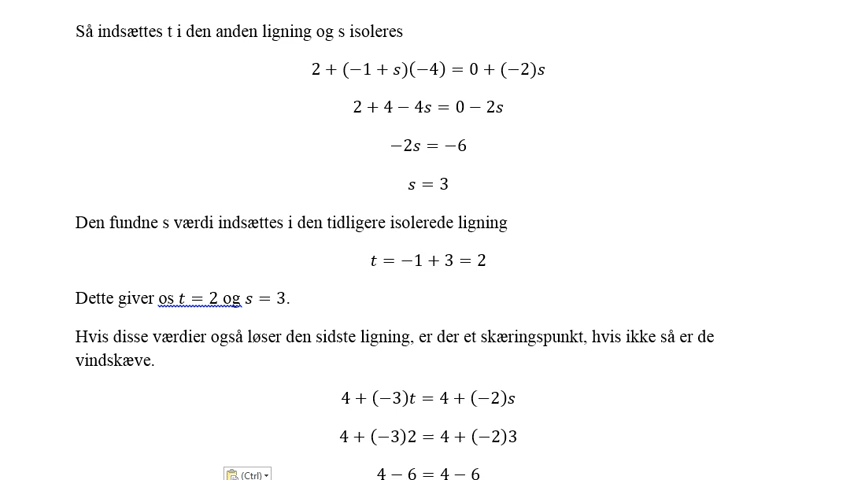 Så indsættes t i den anden ligning og s isoleres
2 + (−1 + s)(−4) = 0 + (−2)s
2 + 4 − 4s = 0 − 2s
−2s = −6
s = 3
Den fundne s værdi indsættes i den tidligere isolerede ligning
t = −1 + 3 = 2
Dette giver os t = 2 og s = 3.
Hvis disse værdier også løser den sidste ligning, er der et skæringspunkt, hvis ikke så er de
vindskæve.
4 + (−3)t = 4 + (−2)s
4 + (−3)2 = 4 + (−2)3
4 − 6 = 4 − 6
(Ctrl)